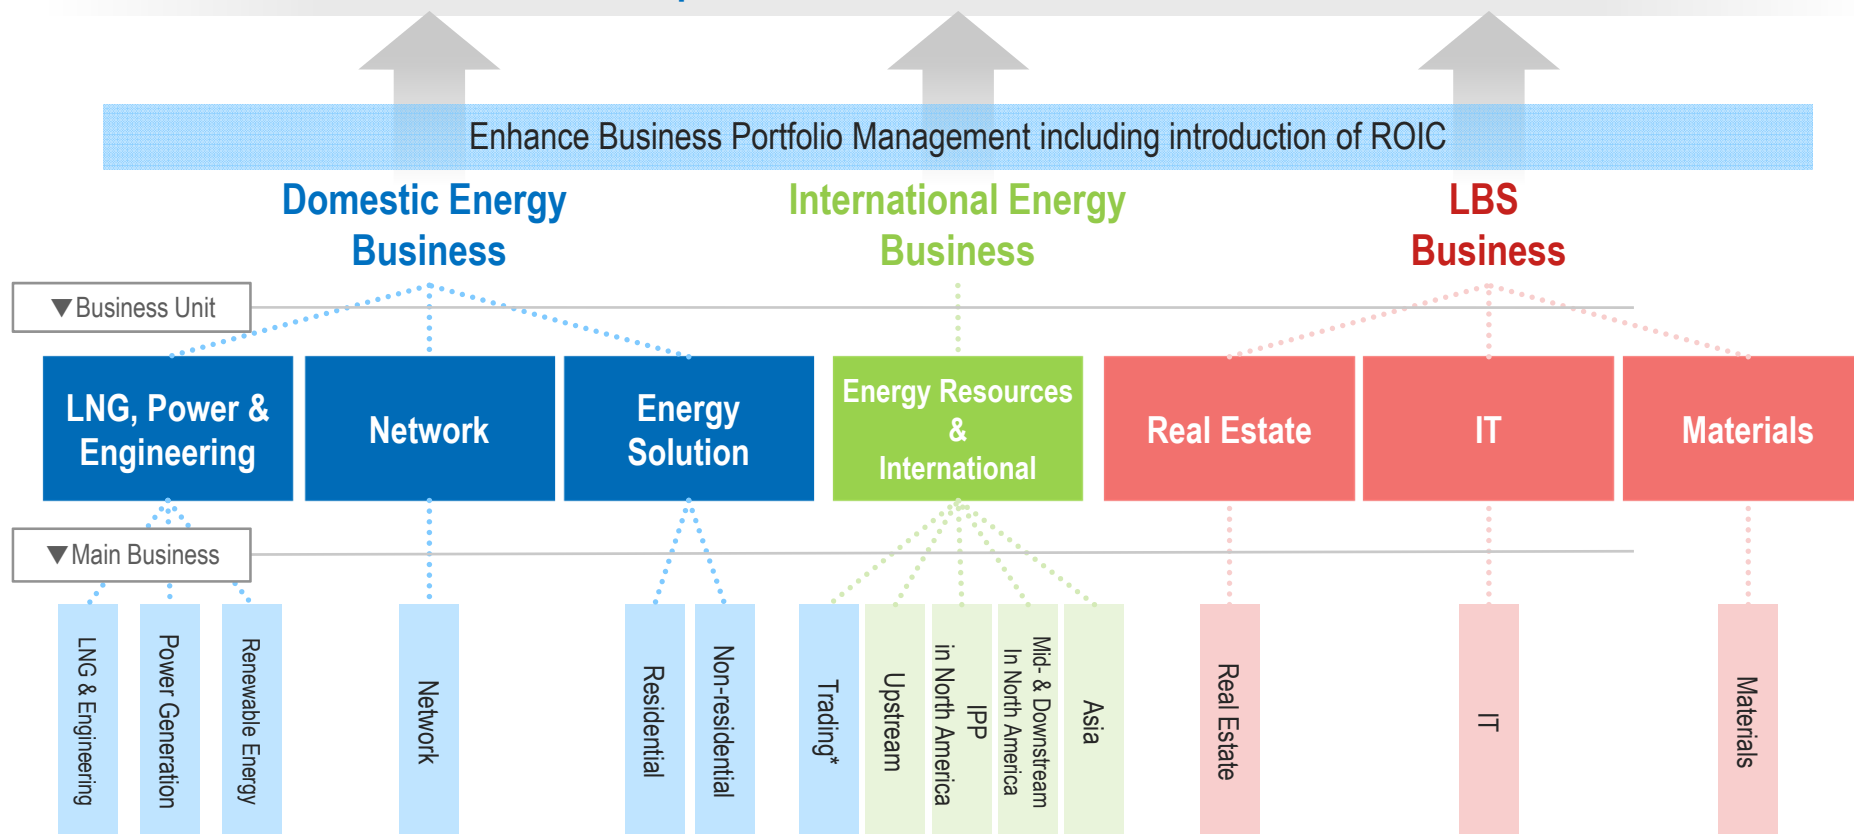 Enhance Business Portfolio Management including introduction of ROIC
Domestic Energy
Business
International Energy
Business
LBS
Business
▼Business Unit
LNG, Power &
Engineering
Network
Energy
Solution
Energy Resources
&
International
Real Estate
IT
Materials
▼Main Business
LNG & Engineering
Power Generation
Renewable Energy
Network
Residential
Non-residential
Trading*
Upstream
IPP
in North America
Mid- & Downstream
In North America
Asia
Real Estate
IT
Materials